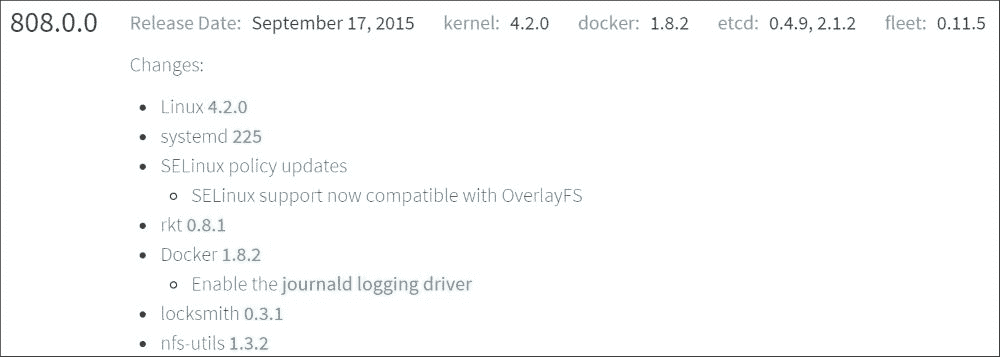 808.0.0 Release Date: September 17, 2015 kernel: 4.2.0 docker: 1.8.2 etcd: 0.4.9, 2.1.2 fleet: 0.11.5
Changes:
• Linux 4.2.0
• systemd 225
• SELinux policy updates
◦ SELinux support now compatible with OverlayFS
• rkt 0.8.1
• Docker 1.8.2
◦ Enable the journald logging driver
• locksmith 0.3.1
• nfs-utils 1.3.2